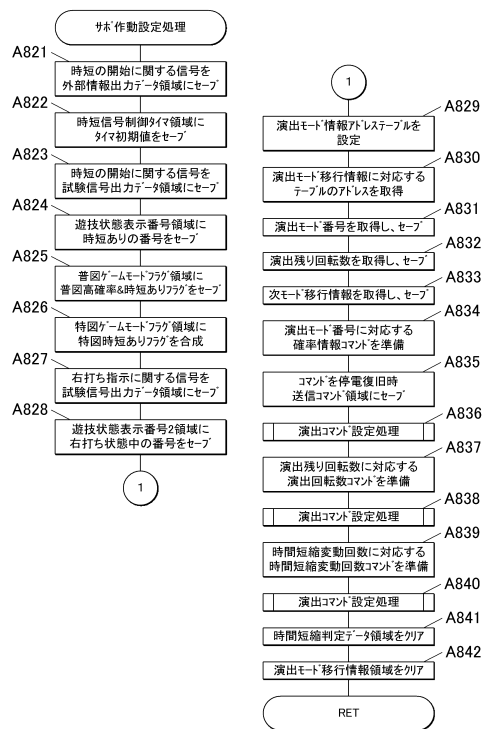 サポ作動設定処理
A821
時短の開始に関する信号を
外部情報出力データ領域にセーブ
A822
時短信号制御タイマ領域に
タイマ初期値をセーブ
A823
時短の開始に関する信号を
試験信号出力データ領域にセーブ
A824
遊技状態表示番号領域に
時短ありの番号をセーブ
A825
普図ゲームモードフラグ領域に
普図高確率&時短ありフラグをセーブ
A826
特図ゲームモードフラグ領域に
特図時短ありフラグを合成
A827
右打ち指示に関する信号を
試験信号出力データ領域にセーブ
A828
遊技状態表示番号2領域に
右打ち状態中の番号をセーブ
1
1
A829
演出モード情報アドレステーブルを
設定
A830
演出モード移行情報に対応する
テーブルのアドレスを取得
A831
演出モード番号を取得し、セーブ
A832
演出残り回転数を取得し、セーブ
A833
次モード移行情報を取得し、セーブ
A834
演出モード番号に対応する
確率情報コマンドを準備
A835
コマンドを停電復旧時
送信コマンド領域にセーブ
A836
演出コマンド設定処理
A837
演出残り回転数に対応する
演出回転数コマンドを準備
A838
演出コマンド設定処理
A839
時間短縮変動回数に対応する
時間短縮変動回数コマンドを準備
A840
演出コマンド設定処理
A841
時間短縮判定データ領域をクリア
A842
演出モード移行情報領域をクリア
RET